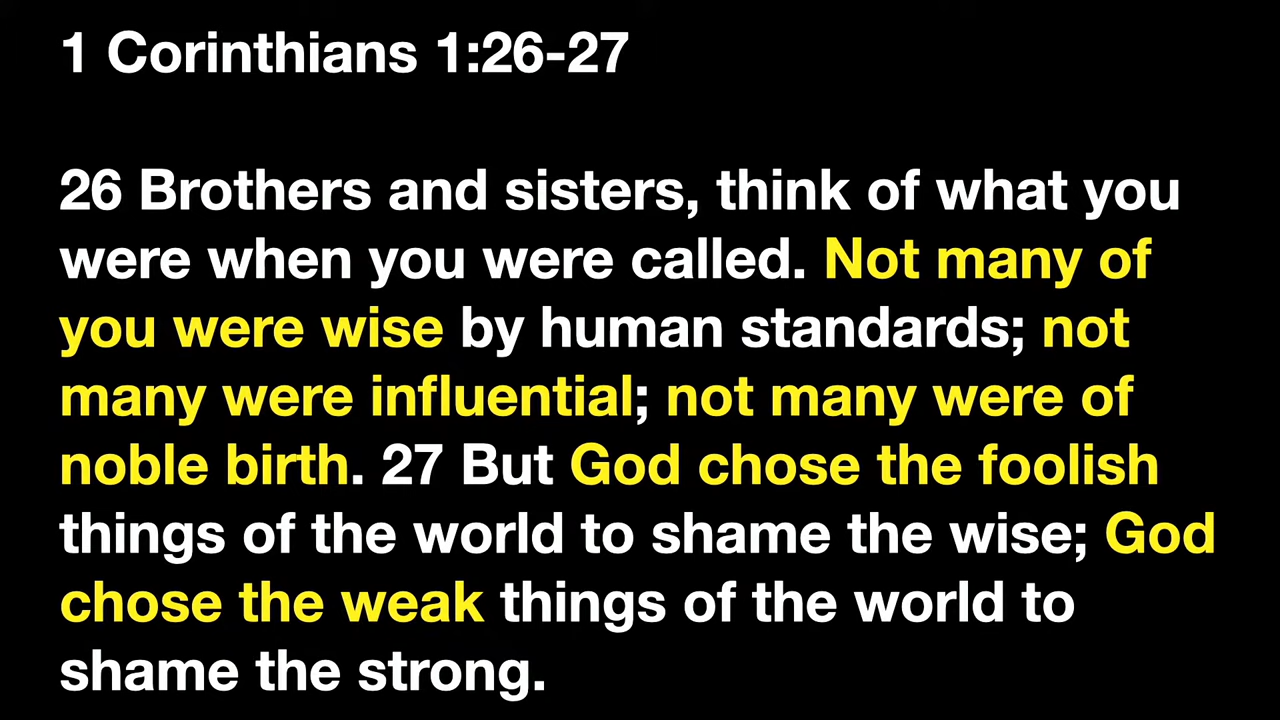 1 Corinthians 1:26-27
26 Brothers and sisters, think of what you
were when you were called. Not many of
you were wise by human standards; not
many were influential; not many were of
noble birth. 27 But God chose the foolish
things of the world to shame the wise; God
chose the weak things of the world to
shame the strong.